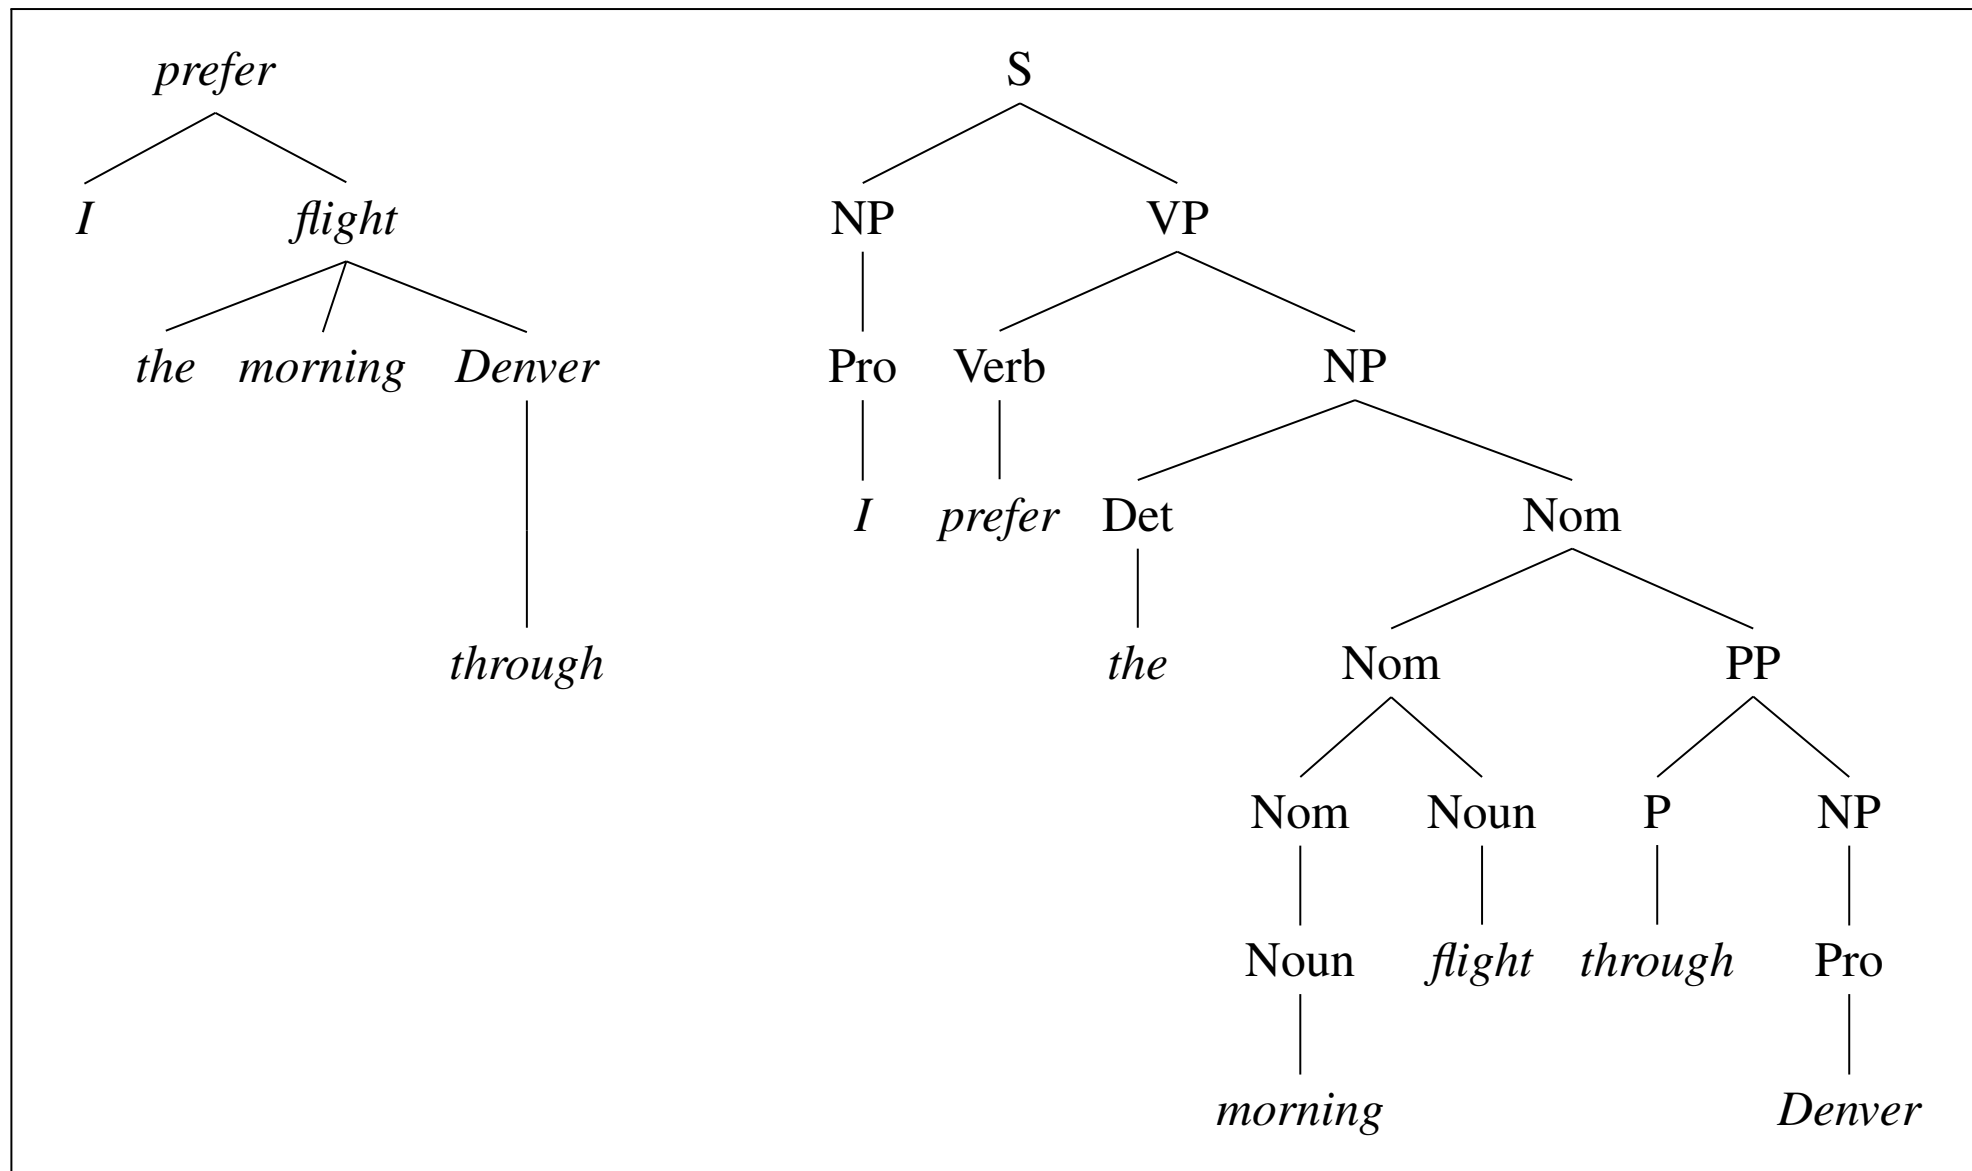 prefer S
I flight NP VP
the morning Denver Pro Verb NP
I prefer Det Nom
through the Nom PP
Nom Noun P NP
Noun flight through Pro
morning Denver